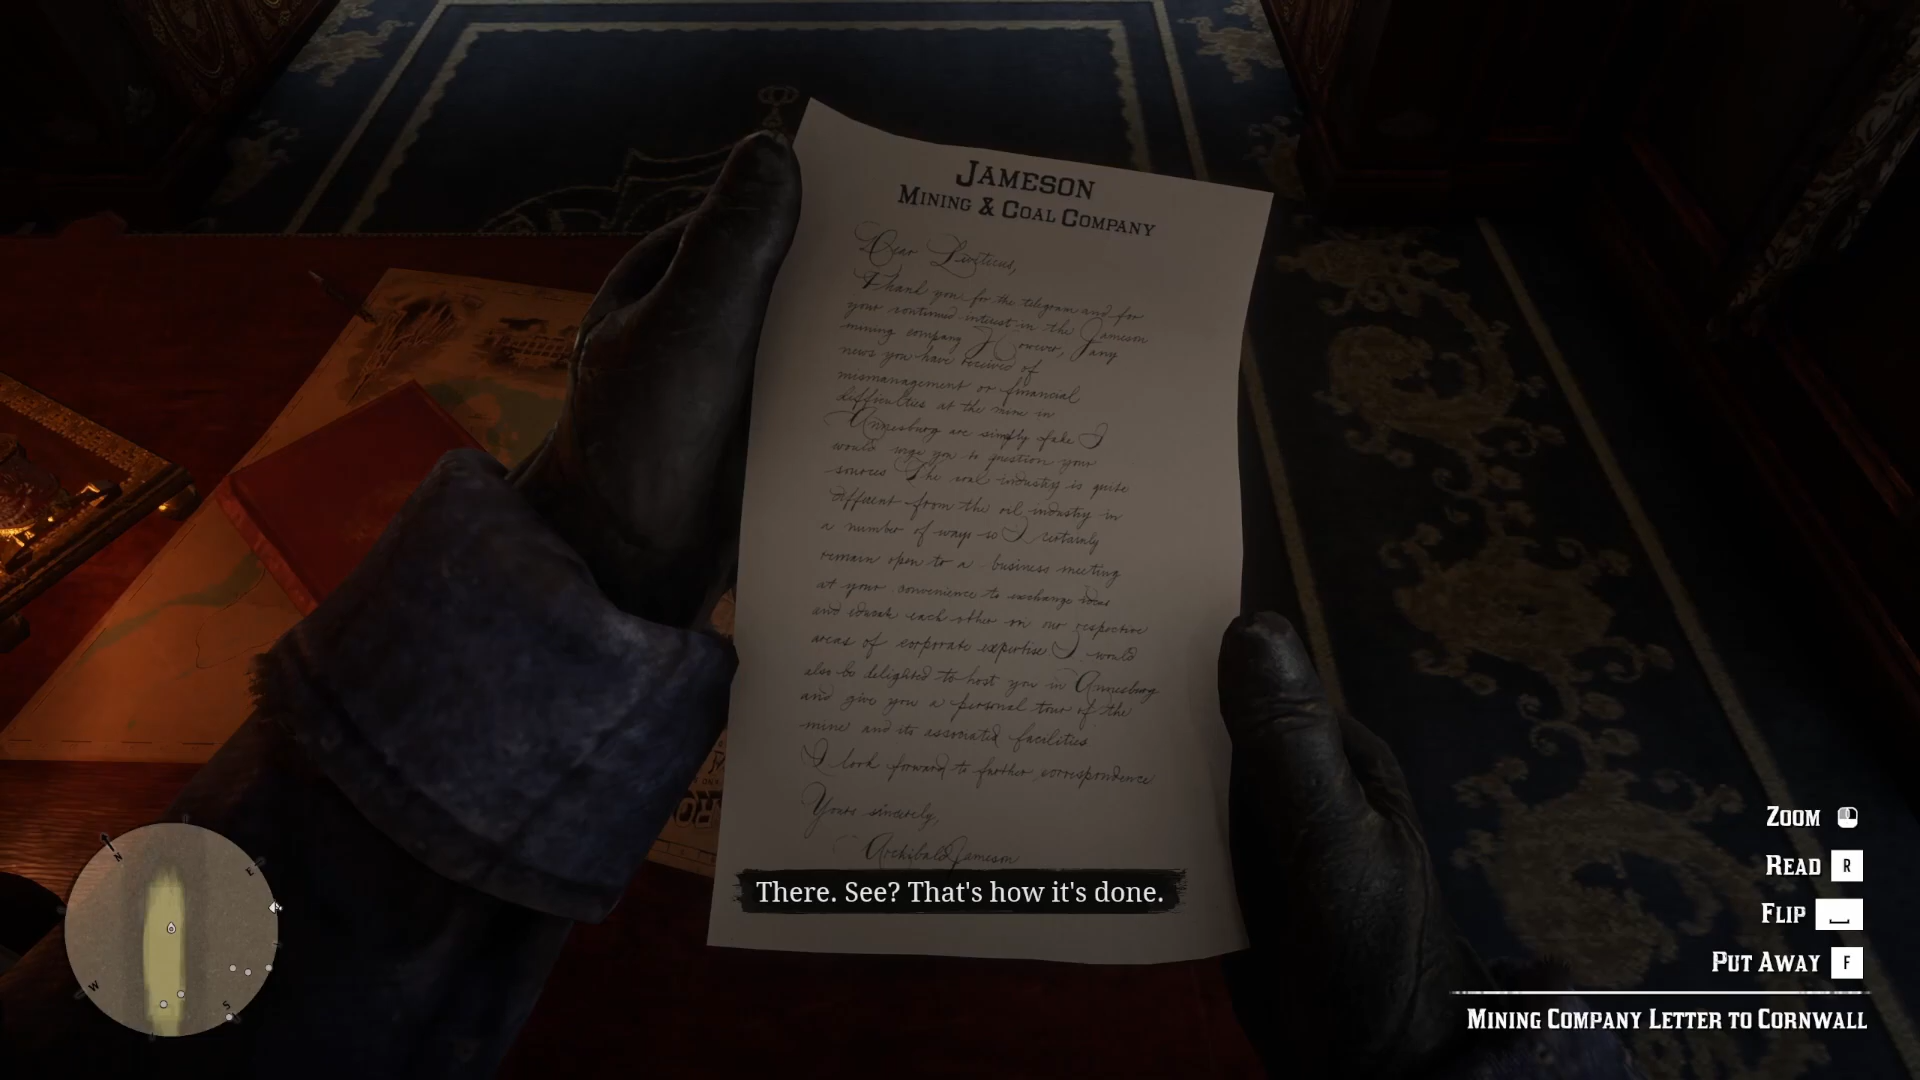 JAMESON
MINING & COAL COMPANY
Dear Leviticus,
Thank you for the telegram and for
your continued interest in the Jameson
mining company However, any
news you have received of
mismanagement or financial
difficulties at the mine in
Annesburg are simply fake I
would urge you to question your
sources The coal industry is quite
different from the oil industry in
a number of ways so I certainly
remain open to a business meeting
at your convenience to exchange ideas
and educate each other on our respective
areas of corporate expertise I would
also be delighted to host you in Annesburg
and give you a personal tour of the
mine and its associated facilities
I look forward to further correspondence
Yours sincerely,
Archibald Jameson
There. See? That's how it's done.
ZOOM
READ R
FLIP
PUT AWAY F
MINING COMPANY LETTER TO CORNWALL
N
E
W
S